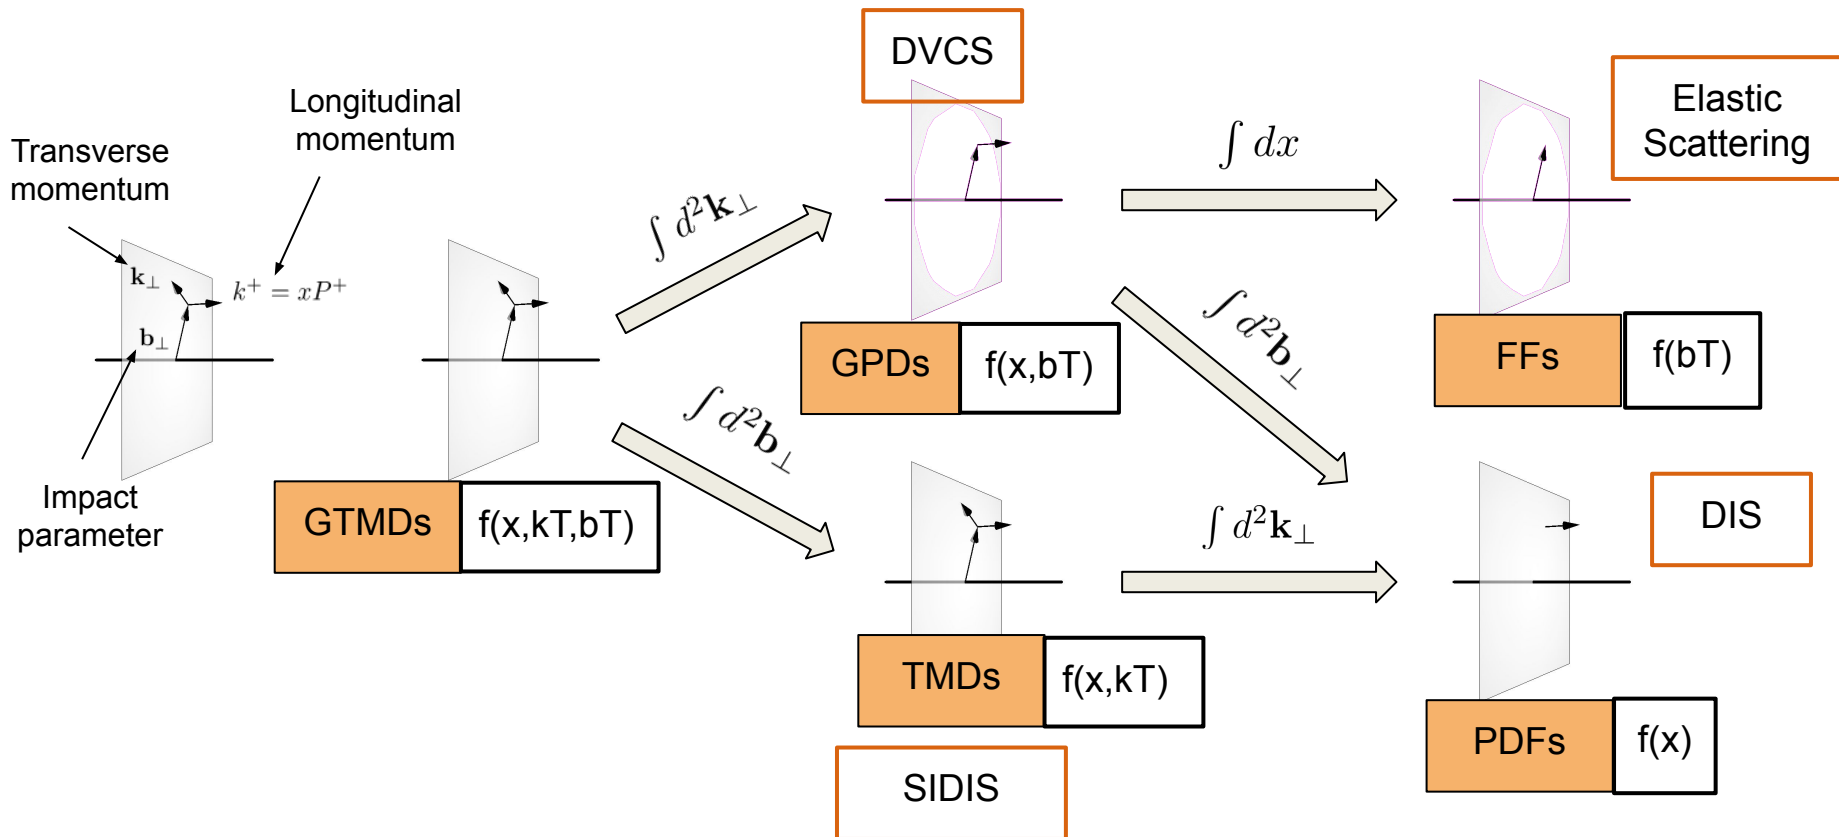 DVCS
Elastic
Scattering
Longitudinal
momentum
Transverse
momentum
∫ dx
∫ d²k⊥
k⊥
k⁺ = xP⁺
b⊥
∫ d²b⊥
GPDs
f(x,bT)
FFs
f(bT)
∫ d²b⊥
Impact
parameter
GTMDs
f(x,kT,bT)
DIS
∫ d²k⊥
TMDs
f(x,kT)
PDFs
f(x)
SIDIS